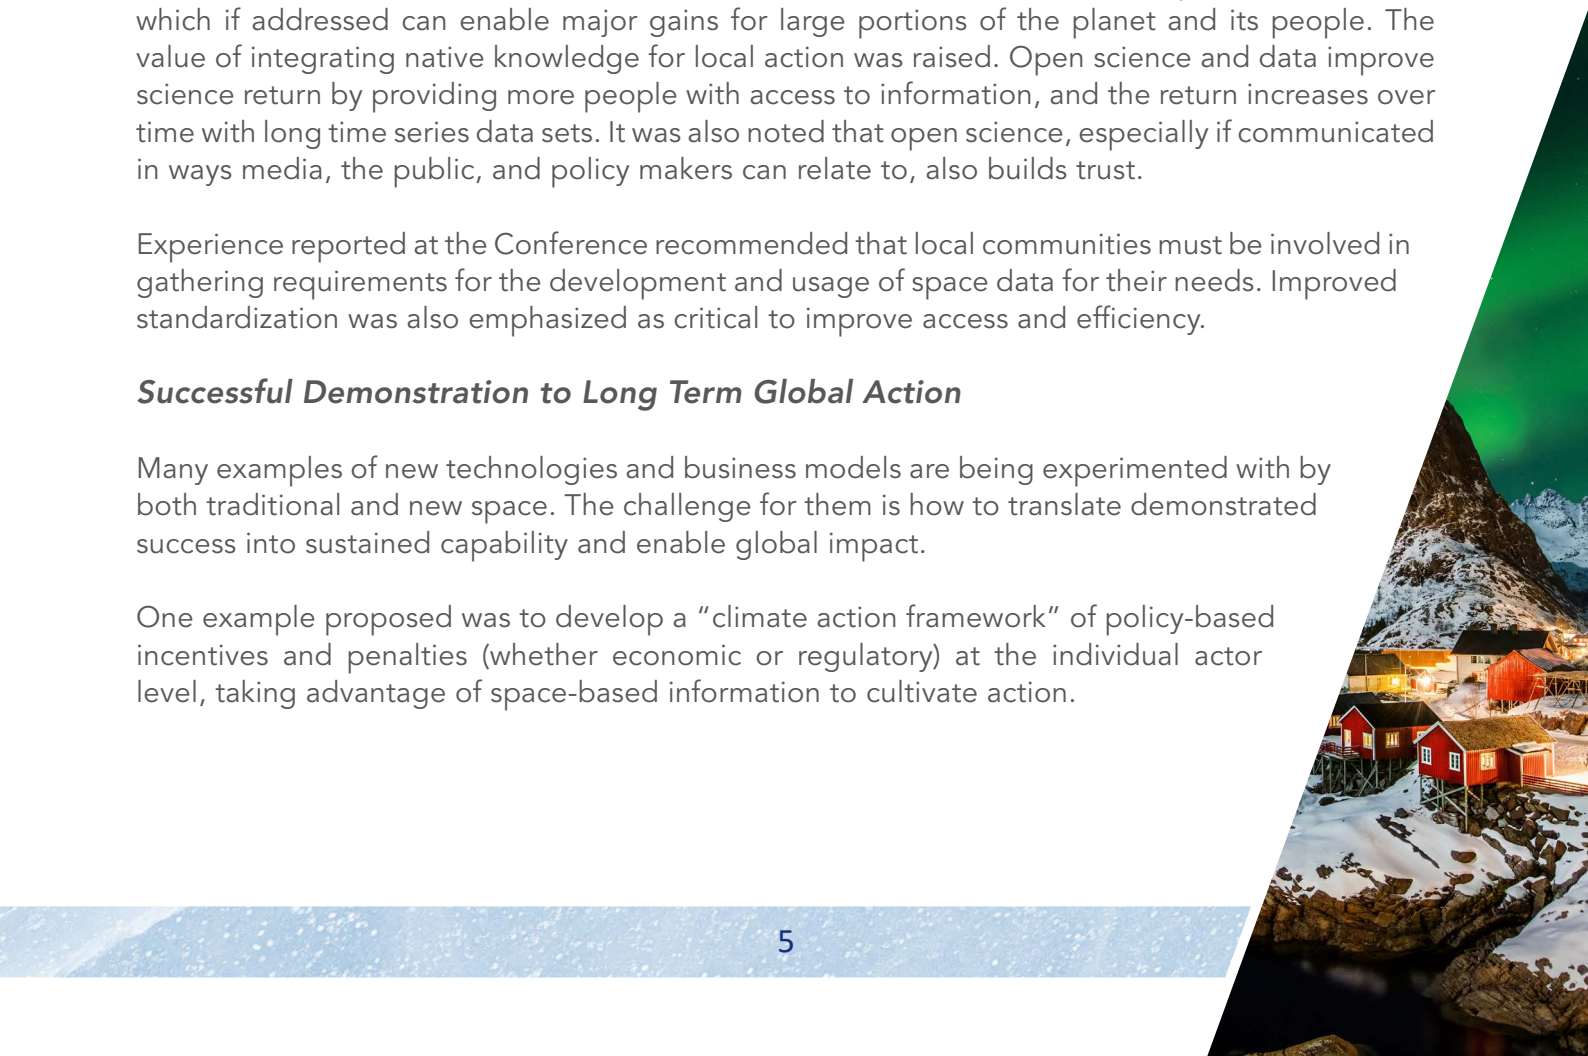 which if addressed can enable major gains for large portions of the planet and its people. The
value of integrating native knowledge for local action was raised. Open science and data improve
science return by providing more people with access to information, and the return increases over
time with long time series data sets. It was also noted that open science, especially if communicated
in ways media, the public, and policy makers can relate to, also builds trust.
Experience reported at the Conference recommended that local communities must be involved in
gathering requirements for the development and usage of space data for their needs. Improved
standardization was also emphasized as critical to improve access and efficiency.
Successful Demonstration to Long Term Global Action
Many examples of new technologies and business models are being experimented with by
both traditional and new space. The challenge for them is how to translate demonstrated
success into sustained capability and enable global impact.
One example proposed was to develop a “climate action framework” of policy-based
incentives and penalties (whether economic or regulatory) at the individual actor
level, taking advantage of space-based information to cultivate action.
5